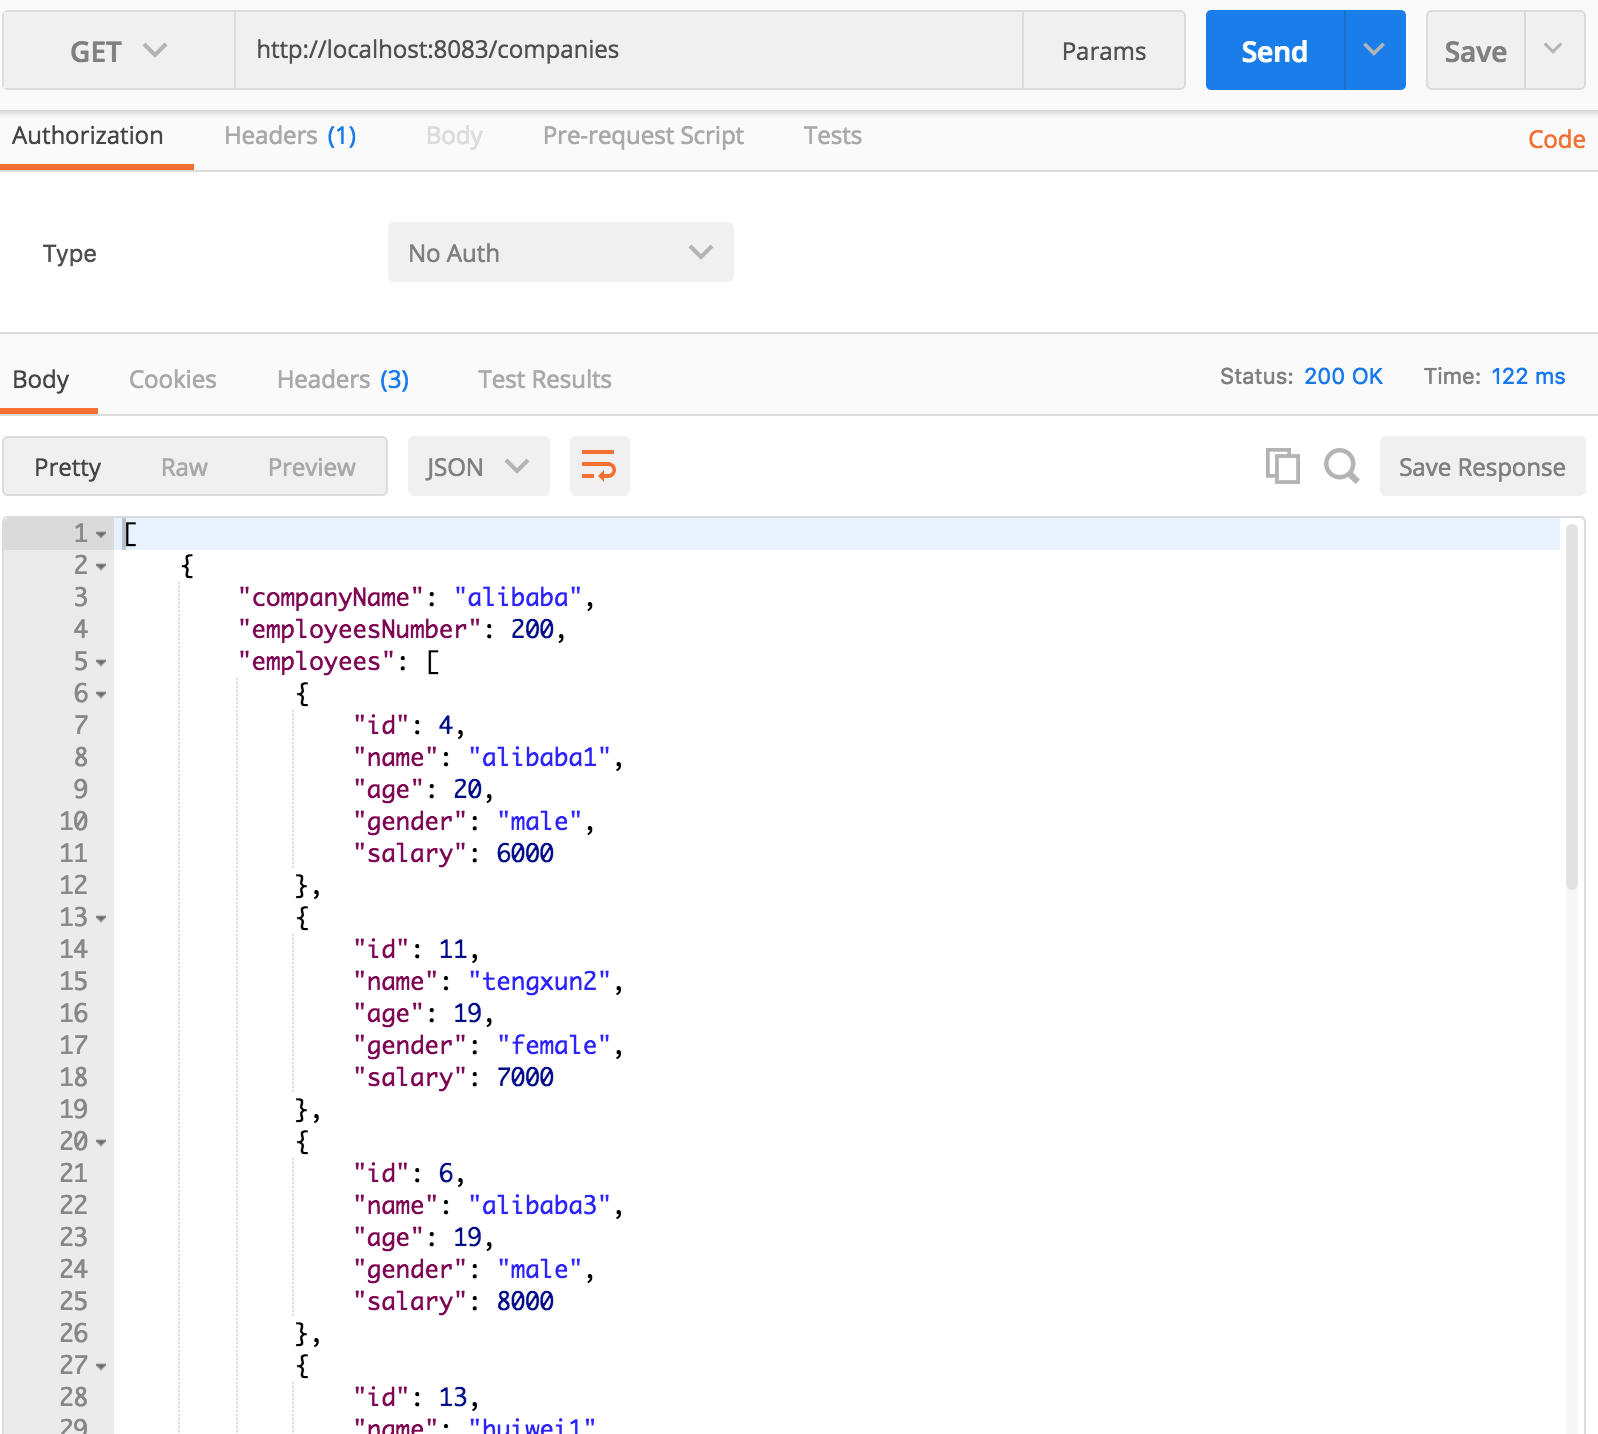 GET http://localhost:8083/companies Params Send Save
Authorization Headers (1) Body Pre-request Script Tests Code
Type No Auth
Body Cookies Headers (3) Test Results Status: 200 OK Time: 122 ms
Pretty Raw Preview JSON Save Response
1 [
2 {
3 "companyName": "alibaba",
4 "employeesNumber": 200,
5 "employees": [
6 {
7 "id": 4,
8 "name": "alibaba1",
9 "age": 20,
10 "gender": "male",
11 "salary": 6000
12 },
13 {
14 "id": 11,
15 "name": "tengxun2",
16 "age": 19,
17 "gender": "female",
18 "salary": 7000
19 },
20 {
21 "id": 6,
22 "name": "alibaba3",
23 "age": 19,
24 "gender": "male",
25 "salary": 8000
26 },
27 {
28 "id": 13,
29 "name": "huiwei1"